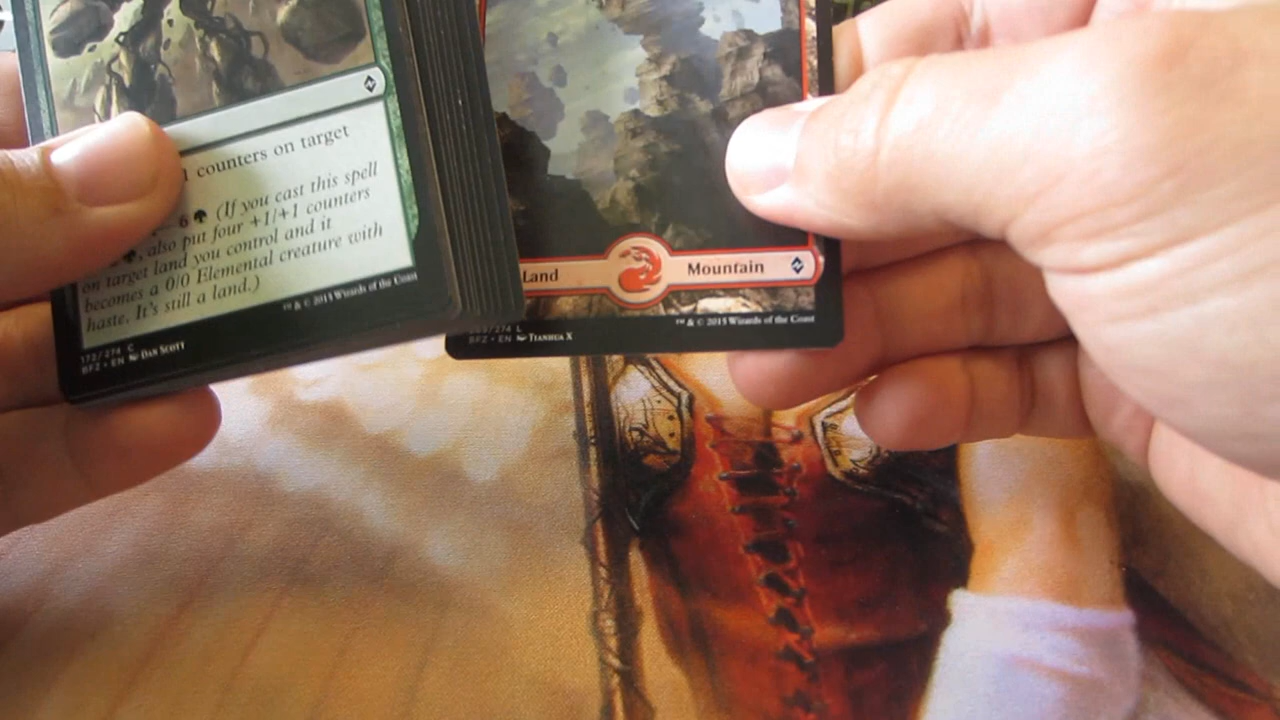 1 counters on target
6 (If you cast this spell
, also put four +1/+1 counters
on target land you control and it
becomes a 0/0 Elemental creature with
haste. It's still a land.)
™ & © 2015 Wizards of the Coast
172/274 C
BFZ • EN DAN SCOTT
Land
Mountain
™ & © 2015 Wizards of the Coast
/274 L
BFZ • EN TIANHUA X